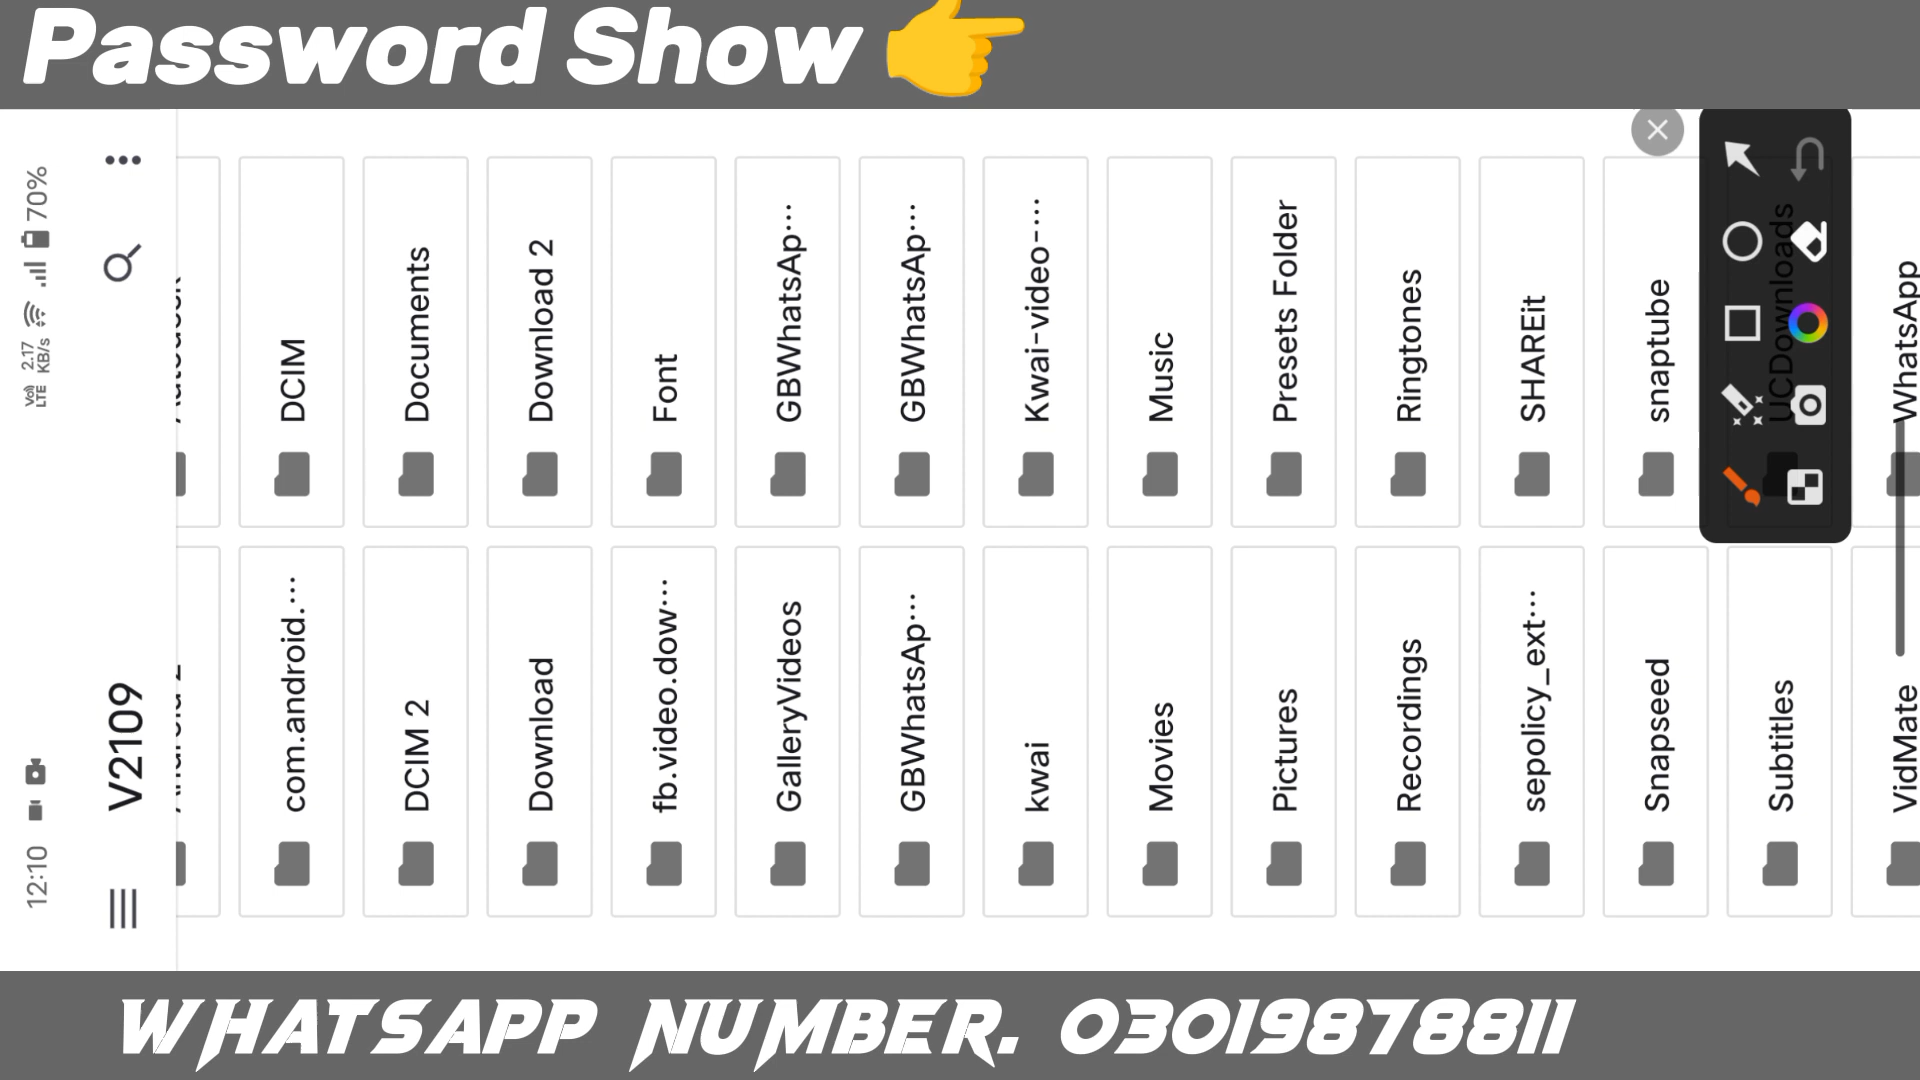 Password Show
12:10
VoLTE 2.17 KB/s 70%
V2109
com.android.…
DCIM
DCIM 2
Documents
Download
Download 2
fb.video.dow…
Font
GalleryVideos
GBWhatsAp…
GBWhatsAp…
GBWhatsAp…
kwai
Kwai-video-…
Movies
Music
Pictures
Presets Folder
Recordings
Ringtones
sepolicy_ext…
SHAREit
Snapseed
snaptube
Subtitles
UCDownloads
VidMate
WhatsApp
WHATSAPP NUMBER. 03019878811